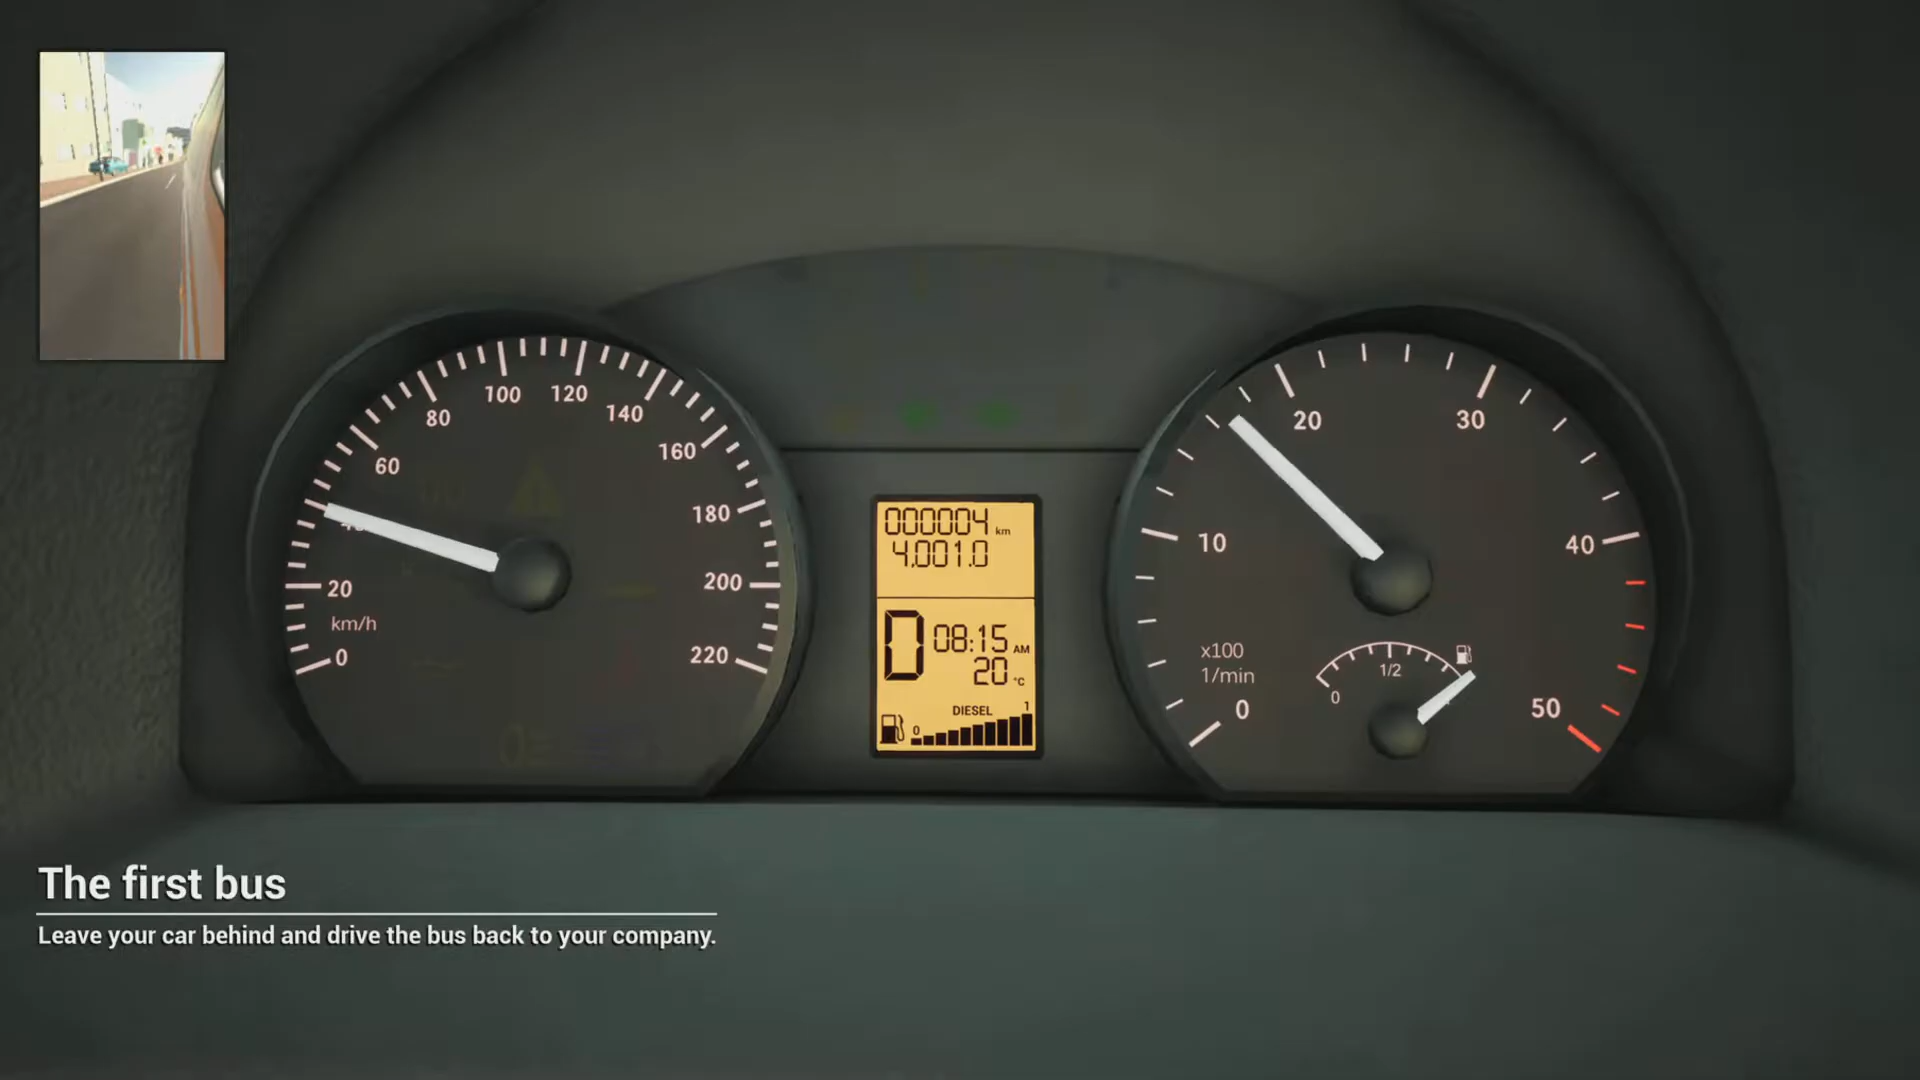 100
120
80
140
60
160
180
20
200
km/h
0
220
000004 km
4,001.0
0 08:15 AM
20 °C
DIESEL
0
1
20
30
10
40
x100
1/min
1/2
0
0
50
The first bus
Leave your car behind and drive the bus back to your company.